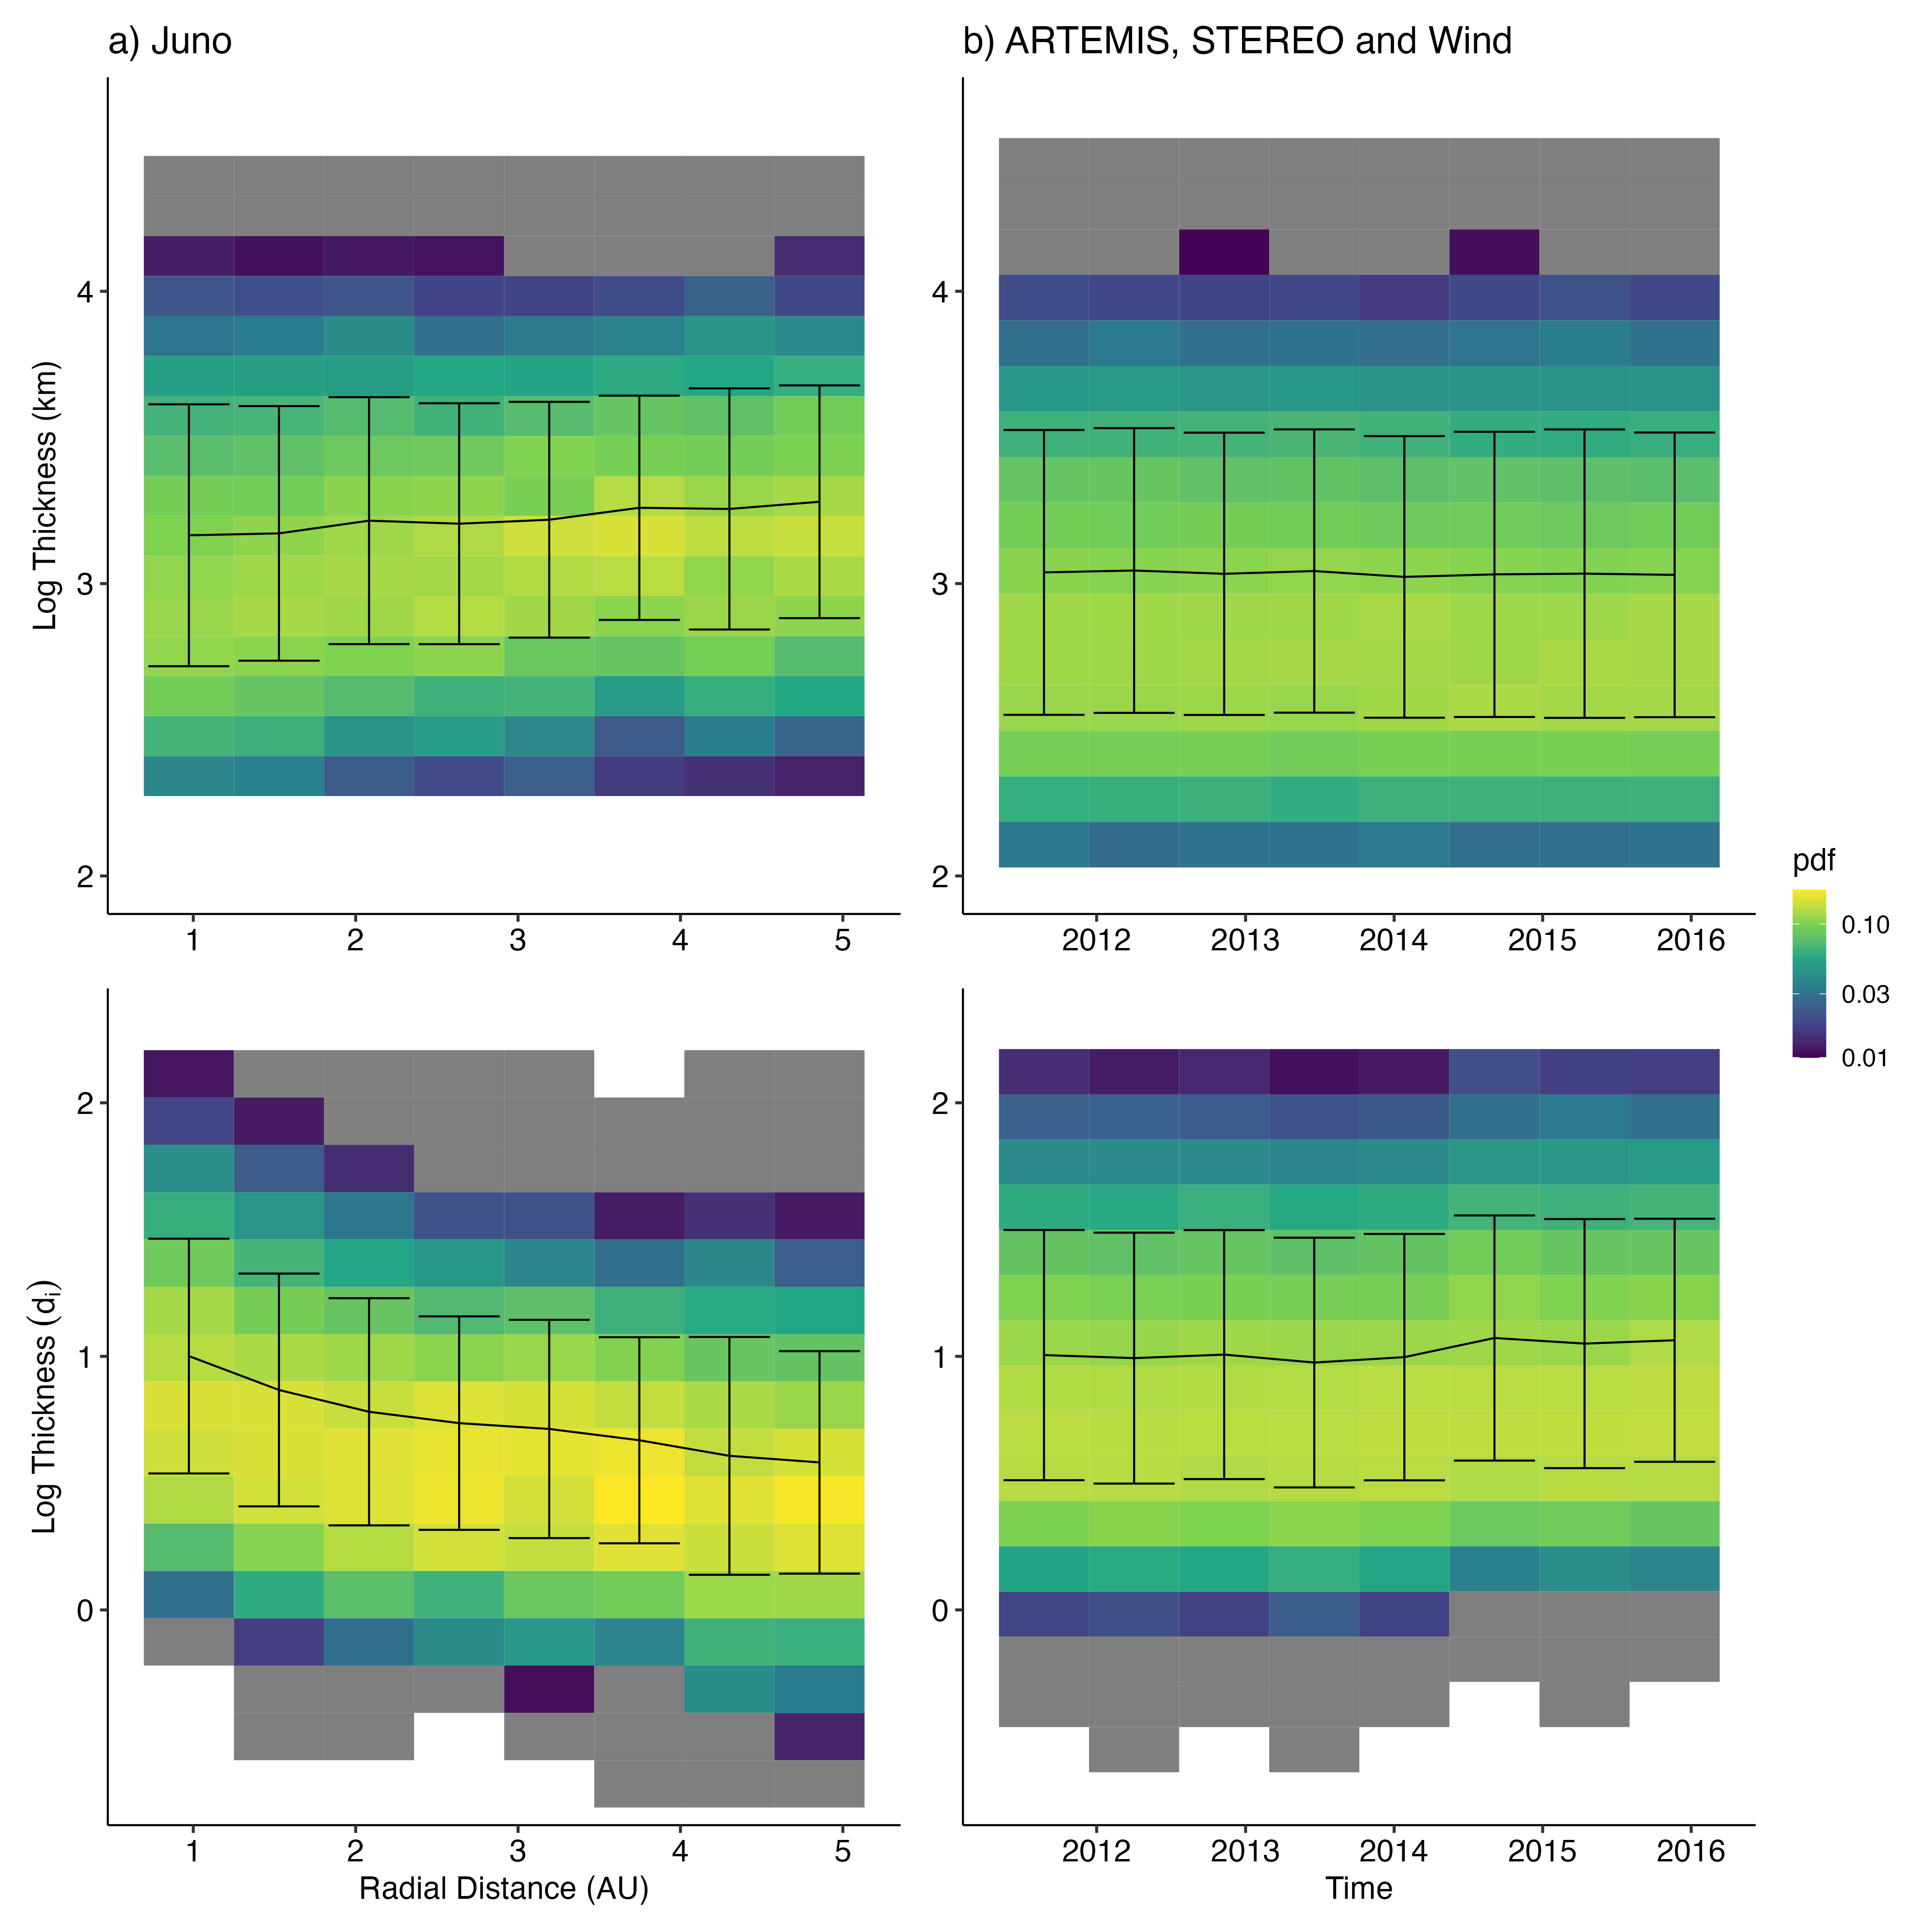 a) Juno
b) ARTEMIS, STEREO and Wind
Log Thickness (km)
4
3
2
1 2 3 4 5
4
3
2
2012 2013 2014 2015 2016
pdf
0.10
0.03
0.01
Log Thickness (dᵢ)
2
1
0
1 2 3 4 5
Radial Distance (AU)
2
1
0
2012 2013 2014 2015 2016
Time